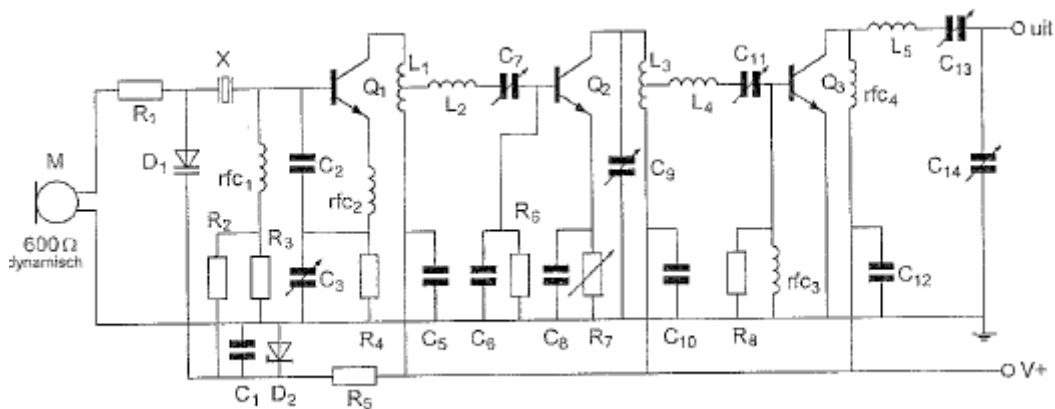 uit
C13
L5
C11
C7
X
L1
L3
Q1
Q2
Q3
rfc4
L2
L4
R1
M
D1
rfc1
C2
rfc2
C9
C14
R6
600Ω
dynamisch
R2
R3
C3
rfc3
C12
R4
C5
C6
C8
R7
C10
R8
C1
D2
R5
V+